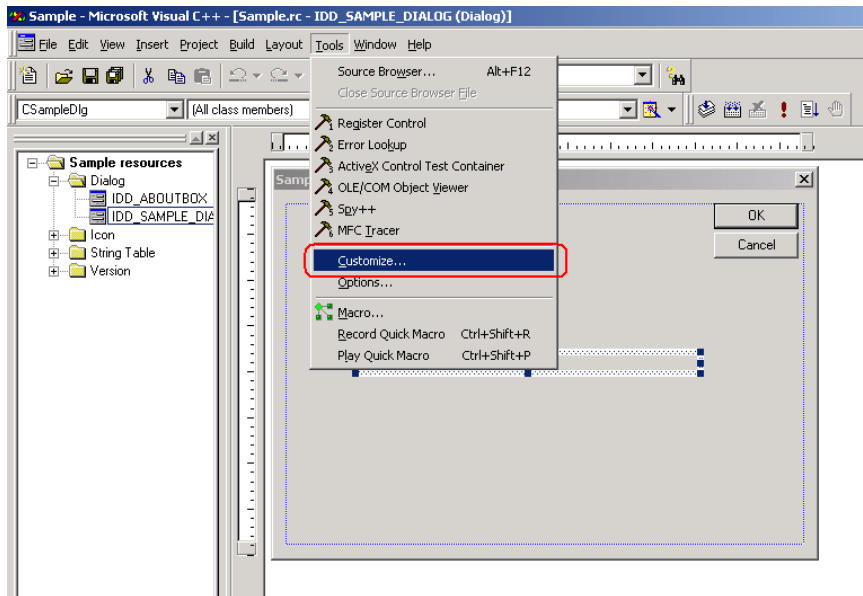 Sample - Microsoft Visual C++ - [Sample.rc - IDD_SAMPLE_DIALOG (Dialog)]
File Edit View Insert Project Build Layout Tools Window Help
CSampleDlg (All class members)
Source Browser... Alt+F12
Close Source Browser File
Register Control
Error Lookup
ActiveX Control Test Container
OLE/COM Object Viewer
Spy++
MFC Tracer
Customize...
Options...
Macro...
Record Quick Macro Ctrl+Shift+R
Play Quick Macro Ctrl+Shift+P
Sample resources
Dialog
IDD_ABOUTBOX
IDD_SAMPLE_DIA
Icon
String Table
Version
Samp
OK
Cancel